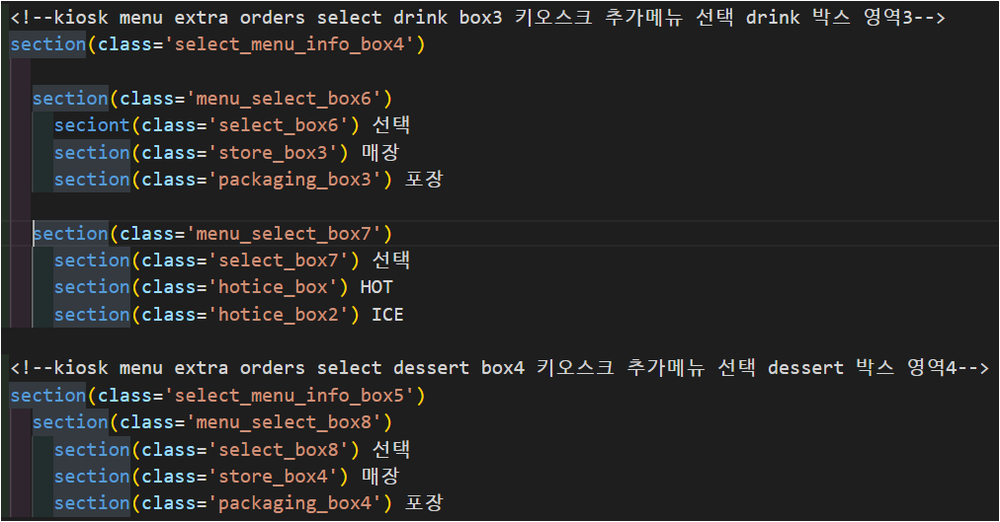 <!--kiosk menu extra orders select drink box3 키오스크 추가메뉴 선택 drink 박스 영역3-->
section(class='select_menu_info_box4')
section(class='menu_select_box6')
seciont(class='select_box6') 선택
section(class='store_box3') 매장
section(class='packaging_box3') 포장
section(class='menu_select_box7')
section(class='select_box7') 선택
section(class='hotice_box') HOT
section(class='hotice_box2') ICE
<!--kiosk menu extra orders select dessert box4 키오스크 추가메뉴 선택 dessert 박스 영역4-->
section(class='select_menu_info_box5')
section(class='menu_select_box8')
section(class='select_box8') 선택
section(class='store_box4') 매장
section(class='packaging_box4') 포장